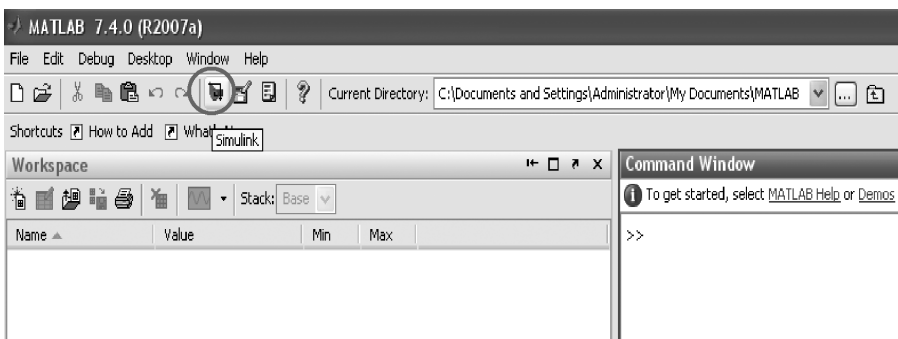 MATLAB 7.4.0 (R2007a)
File Edit Debug Desktop Window Help
Current Directory: C:\Documents and Settings\Administrator\My Documents\MATLAB
Shortcuts How to Add
Simulink
Workspace
Stack: Base
Name Value Min Max
Command Window
To get started, select MATLAB Help or Demos
>>